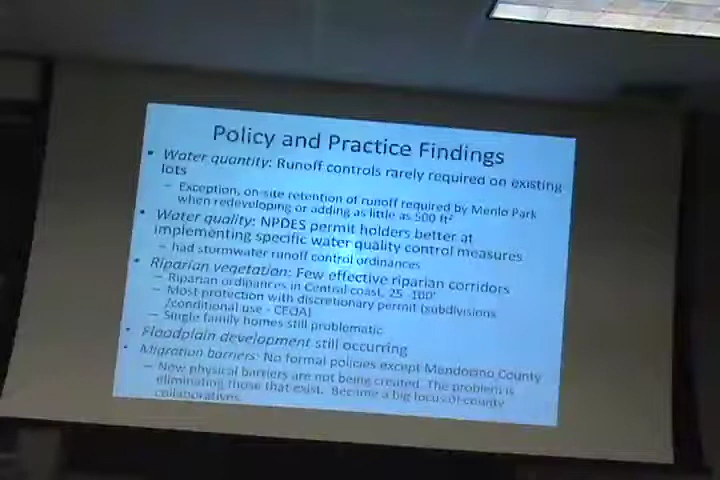 Policy and Practice Findings
• Water quantity: Runoff controls rarely required on existing
lots
– Exception, on-site retention of runoff required by Menlo Park
when redeveloping or adding as little as 500 ft²
• Water quality: NPDES permit holders better at
implementing specific water quality control measures
– had stormwater runoff control ordinances
• Riparian vegetation: Few effective riparian corridors
– Riparian ordinances in Central coast, 25-100'
– Most protection with discretionary permit (subdivisions
/conditional use - CEQA)
– Single family homes still problematic
• Floodplain development still occurring
• Migration barriers: No formal policies except Mendocino County
– New physical barriers are not being created. The problem is
eliminating those that exist. Became a big focus of county
collaboratives.